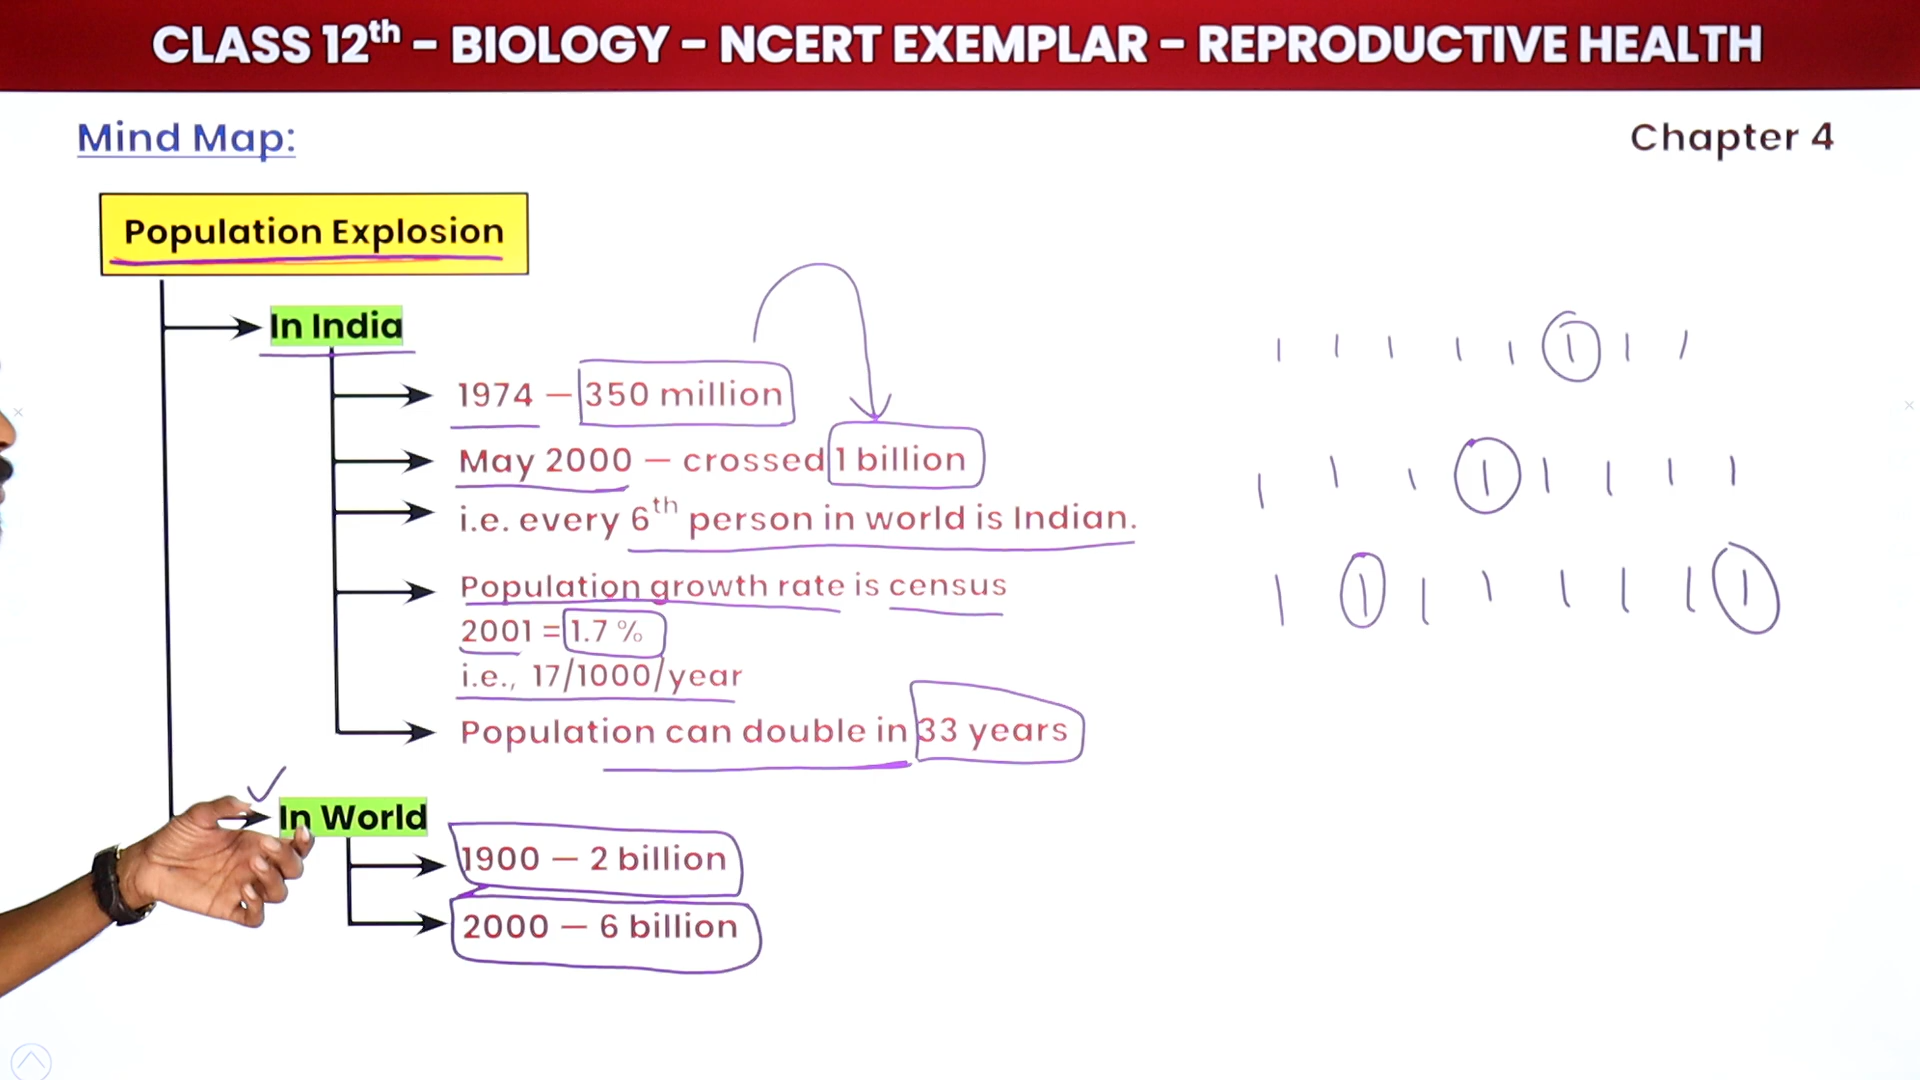 CLASS 12th – BIOLOGY – NCERT EXEMPLAR – REPRODUCTIVE HEALTH
Mind Map:
Chapter 4
Population Explosion
In India
1974 – 350 million
May 2000 – crossed 1 billion
i.e. every 6th person in world is Indian.
Population growth rate is census
2001 = 1.7 %
i.e., 17/1000/year
Population can double in 33 years
In World
1900 – 2 billion
2000 – 6 billion